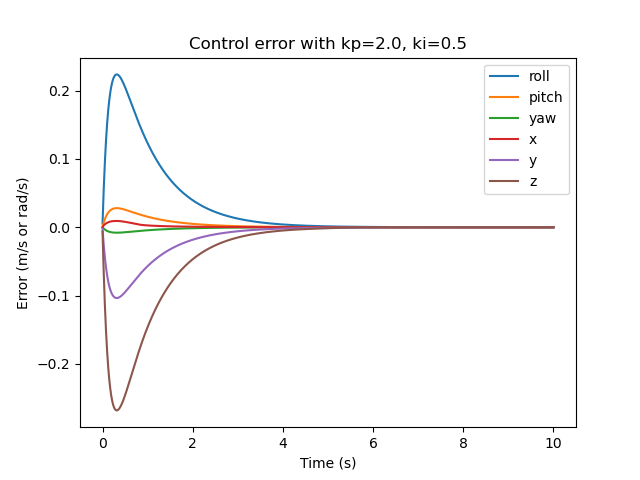 Control error with kp=2.0, ki=0.5
roll
pitch
yaw
x
y
z
Error (m/s or rad/s)
0.2
0.1
0.0
−0.1
−0.2
0 2 4 6 8 10
Time (s)